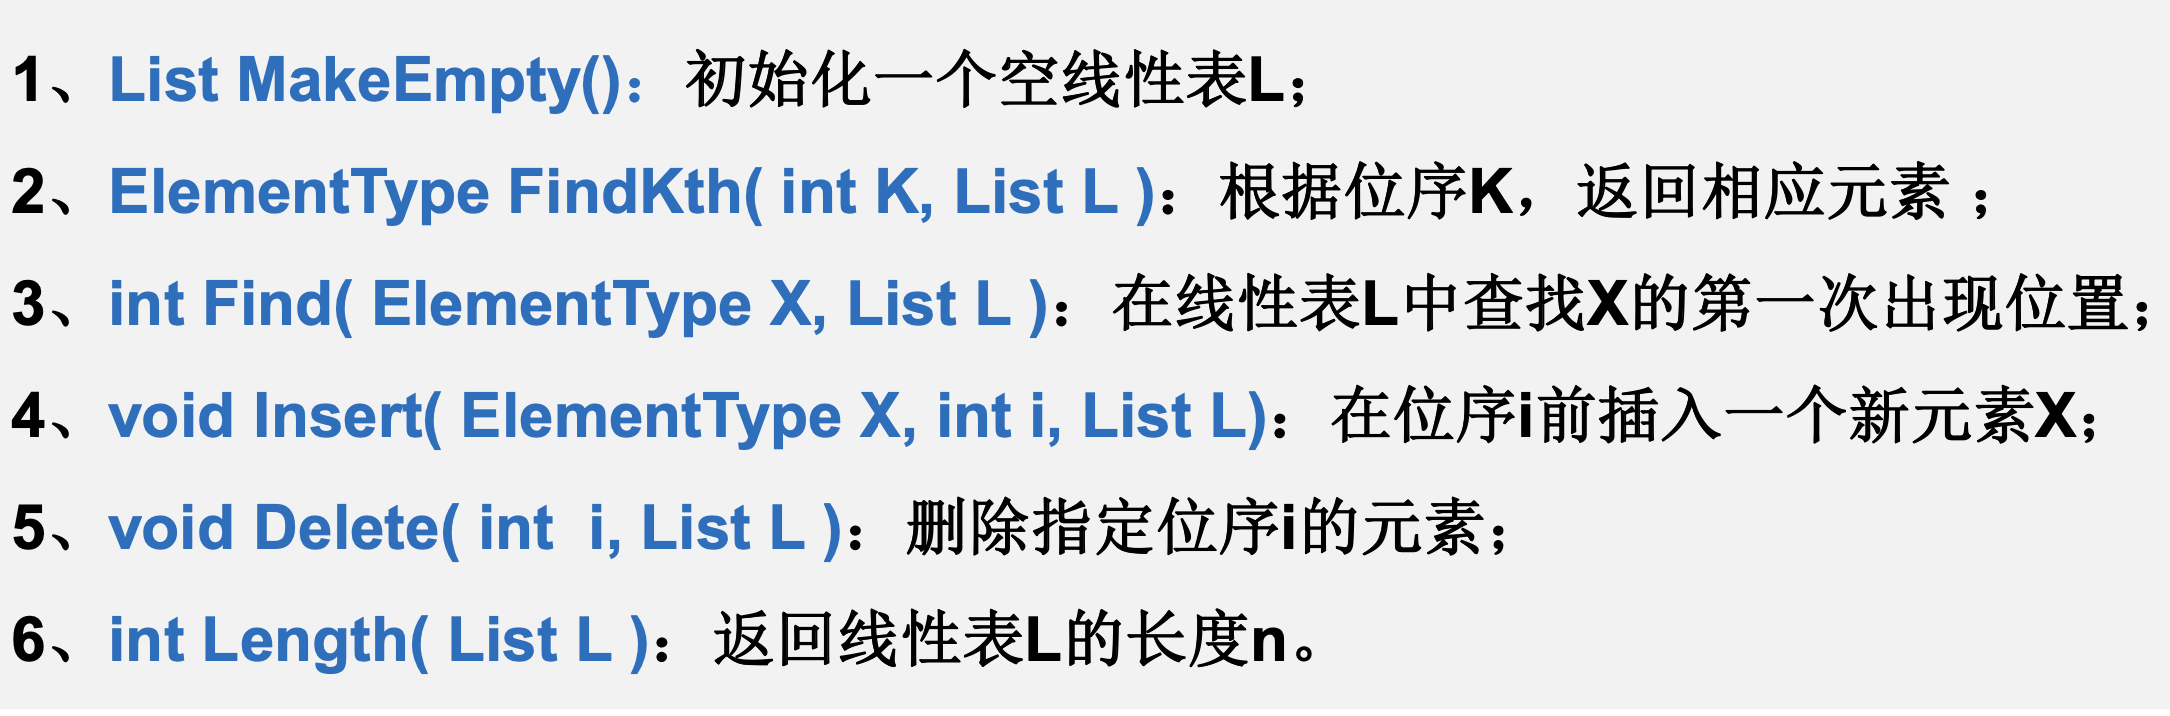 1、List MakeEmpty()：初始化一个空线性表L；
2、ElementType FindKth( int K, List L )：根据位序K，返回相应元素 ；
3、int Find( ElementType X, List L )：在线性表L中查找X的第一次出现位置；
4、void Insert( ElementType X, int i, List L)：在位序i前插入一个新元素X；
5、void Delete( int  i, List L )：删除指定位序i的元素；
6、int Length( List L )：返回线性表L的长度n。